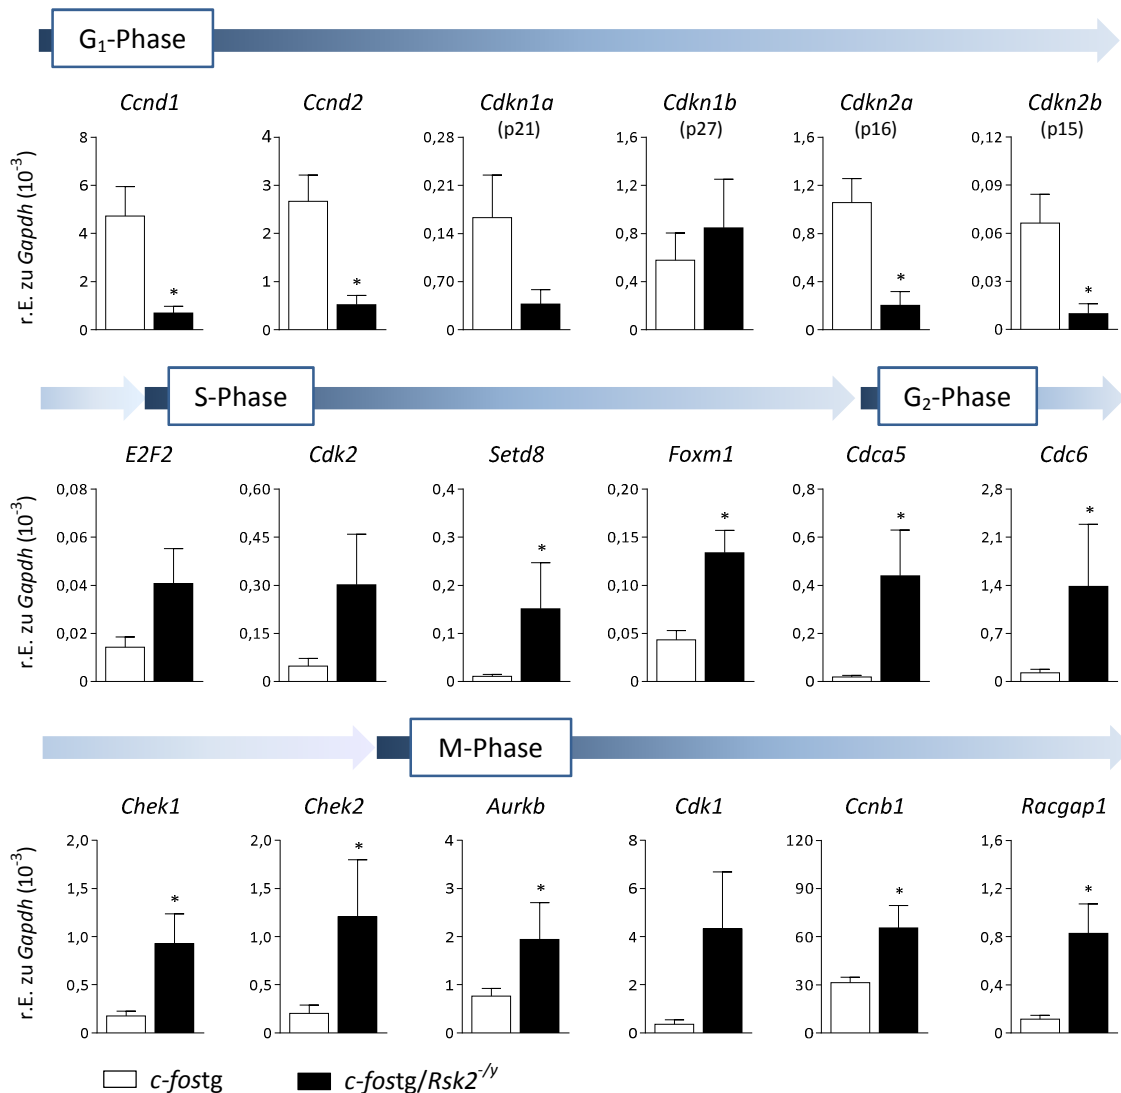 G₁-Phase
Ccnd1 Ccnd2 Cdkn1a Cdkn1b Cdkn2a Cdkn2b
(p21) (p27) (p16) (p15)
r.E. zu Gapdh (10⁻³)
8 4 0,28 1,6 1,6 0,12
6 3 0,21 1,2 1,2 0,09
4 2 0,14 0,8 0,8 0,06
2 1 0,70 0,4 0,4 0,03
* * * *
0 0 0 0 0 0
S-Phase G₂-Phase
E2F2 Cdk2 Setd8 Foxm1 Cdca5 Cdc6
r.E. zu Gapdh (10⁻³)
0,08 0,60 0,4 0,20 0,8 2,8
* * * *
0,06 0,45 0,3 0,15 0,6 2,1
0,04 0,30 0,2 0,10 0,4 1,4
0,02 0,15 0,1 0,05 0,2 0,7
0 0 0 0 0 0
M-Phase
Chek1 Chek2 Aurkb Cdk1 Ccnb1 Racgap1
r.E. zu Gapdh (10⁻³)
2,0 2,0 4 8 120 1,6
* * * * *
1,5 1,5 3 6 90 1,2
1,0 1,0 2 4 60 0,8
0,5 0,5 1 2 30 0,4
0 0 0 0 0 0
c-fostg c-fostg/Rsk2⁻/ʸ